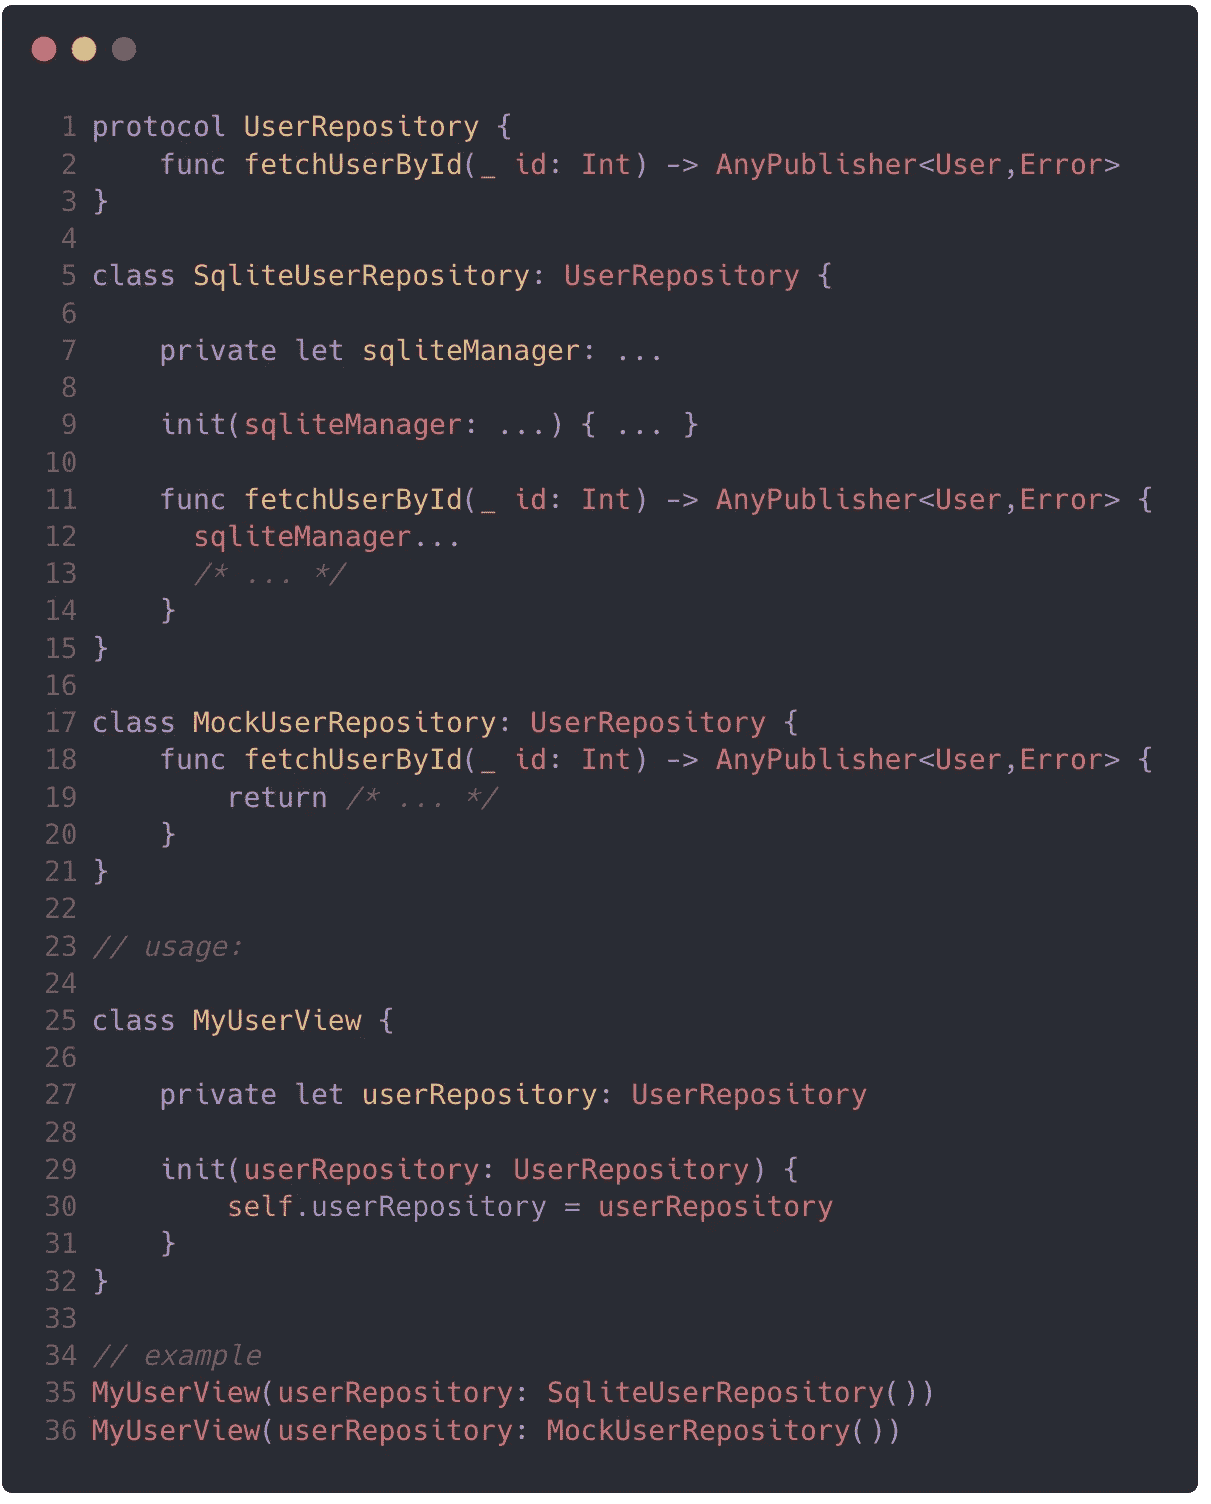 1 protocol UserRepository {
2     func fetchUserById(_ id: Int) -> AnyPublisher<User,Error>
3 }
4
5 class SqliteUserRepository: UserRepository {
6
7     private let sqliteManager: ...
8
9     init(sqliteManager: ...) { ... }
10
11     func fetchUserById(_ id: Int) -> AnyPublisher<User,Error> {
12       sqliteManager...
13       /* ... */
14     }
15 }
16
17 class MockUserRepository: UserRepository {
18     func fetchUserById(_ id: Int) -> AnyPublisher<User,Error> {
19         return /* ... */
20     }
21 }
22
23 // usage:
24
25 class MyUserView {
26
27     private let userRepository: UserRepository
28
29     init(userRepository: UserRepository) {
30         self.userRepository = userRepository
31     }
32 }
33
34 // example
35 MyUserView(userRepository: SqliteUserRepository())
36 MyUserView(userRepository: MockUserRepository())